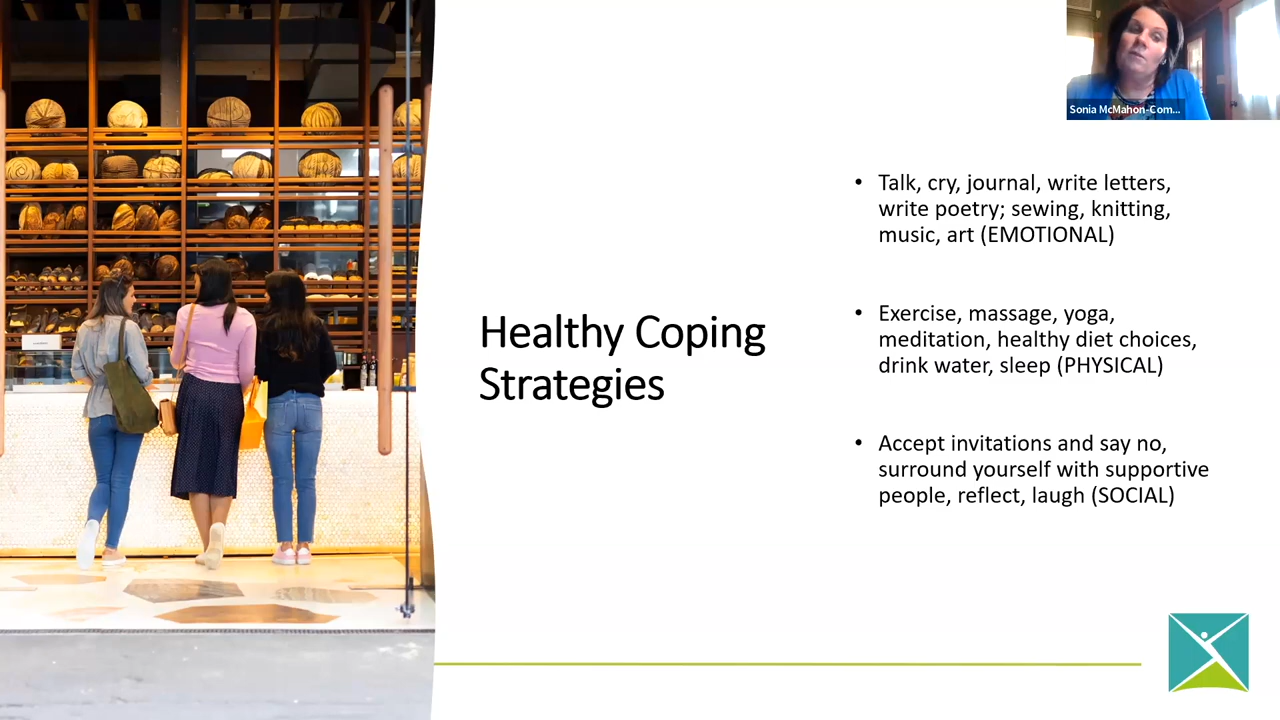 Sonia McMahon-Com...
Healthy Coping
Strategies
• Talk, cry, journal, write letters,
write poetry; sewing, knitting,
music, art (EMOTIONAL)
• Exercise, massage, yoga,
meditation, healthy diet choices,
drink water, sleep (PHYSICAL)
• Accept invitations and say no,
surround yourself with supportive
people, reflect, laugh (SOCIAL)